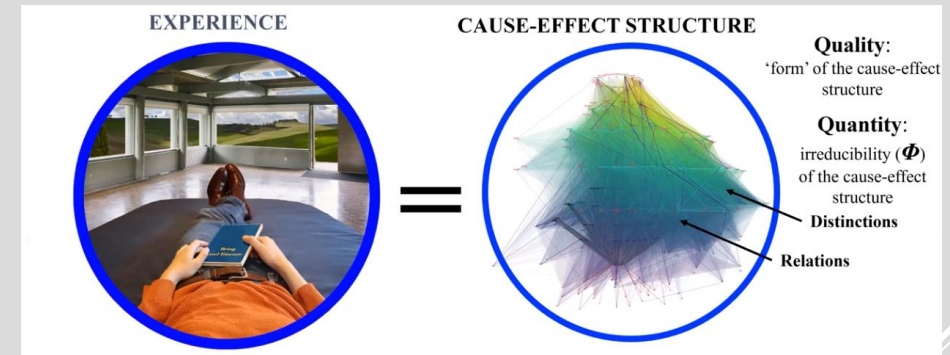 EXPERIENCE
CAUSE-EFFECT STRUCTURE
Quality:
'form' of the cause-effect
structure
Quantity:
irreducibility (Φ)
of the cause-effect
structure
Distinctions
Relations
Being